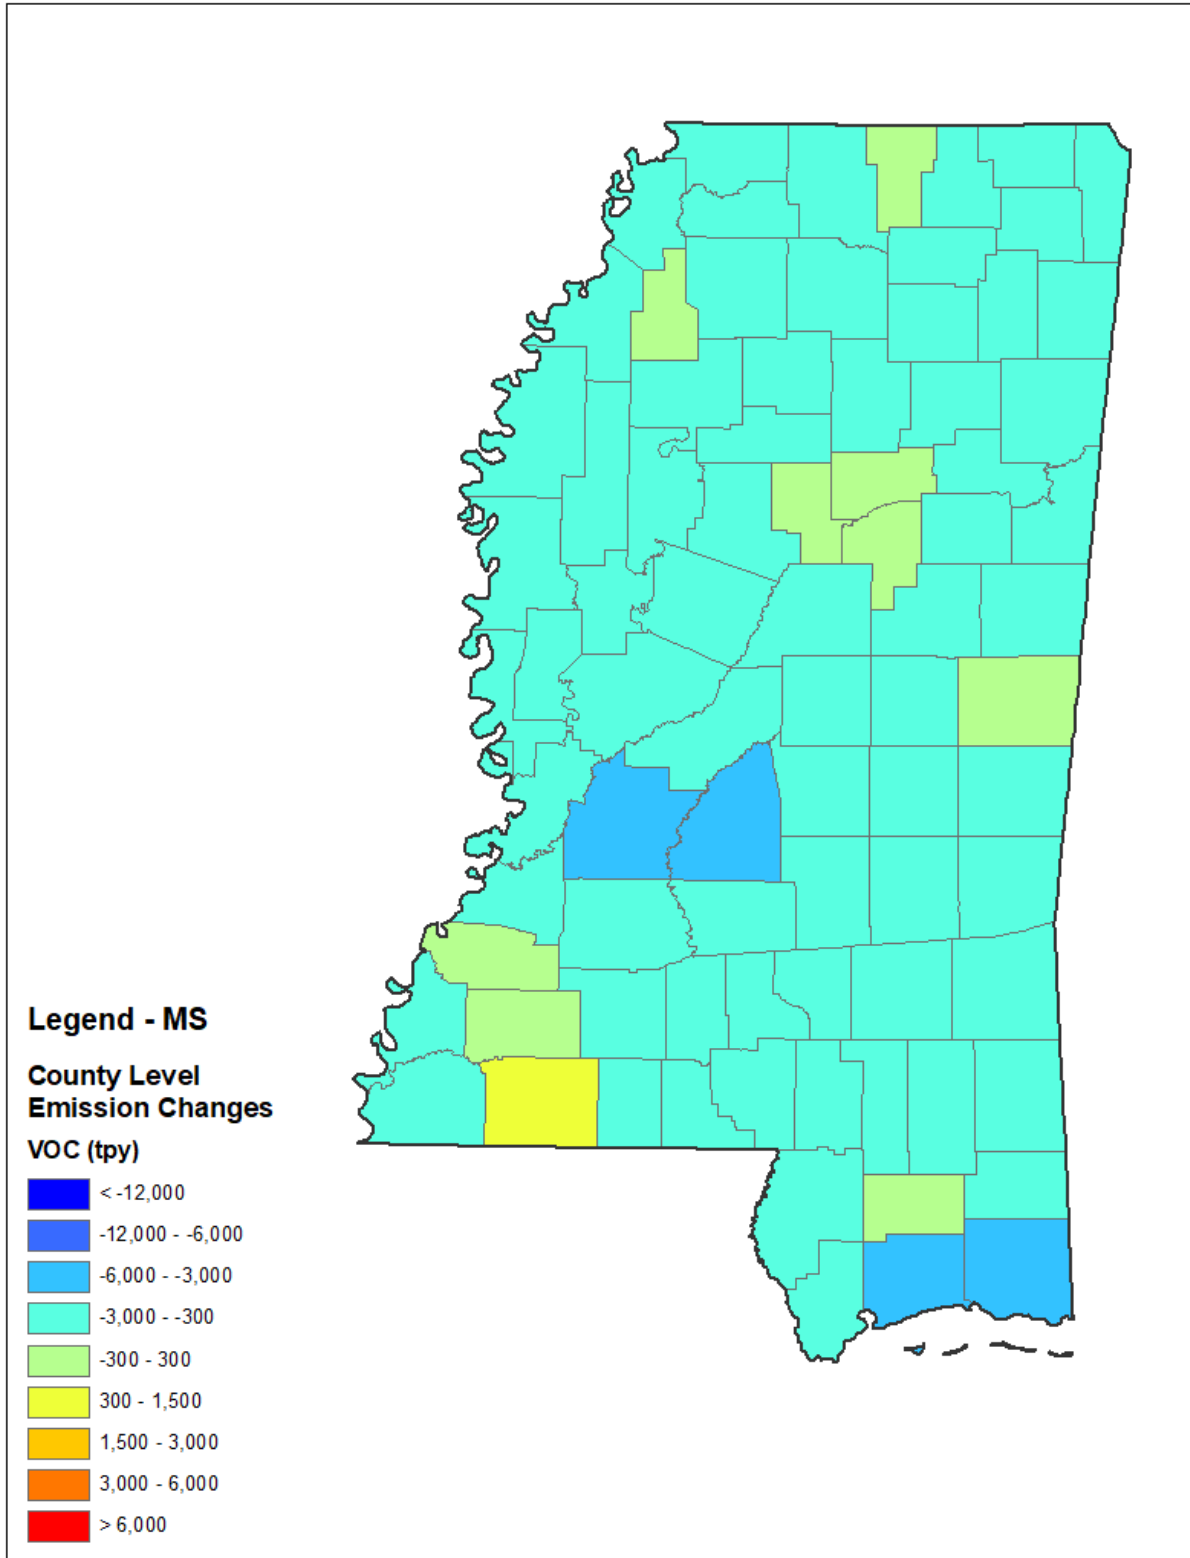 Legend - MS
County Level
Emission Changes
VOC (tpy)
< -12,000
-12,000 - -6,000
-6,000 - -3,000
-3,000 - -300
-300 - 300
300 - 1,500
1,500 - 3,000
3,000 - 6,000
> 6,000